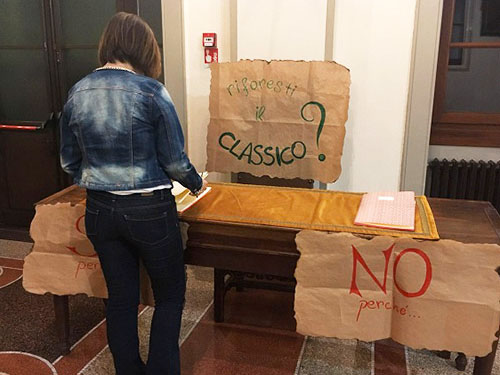 rifaresti
il
CLASSICO ?
NO
perché...